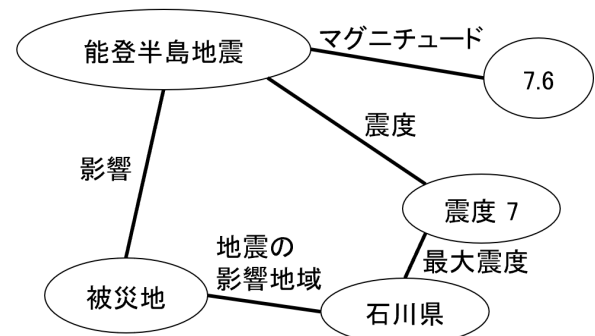 能登半島地震
マグニチュード
7.6
震度
影響
震度 7
地震の
影響地域
最大震度
被災地
石川県